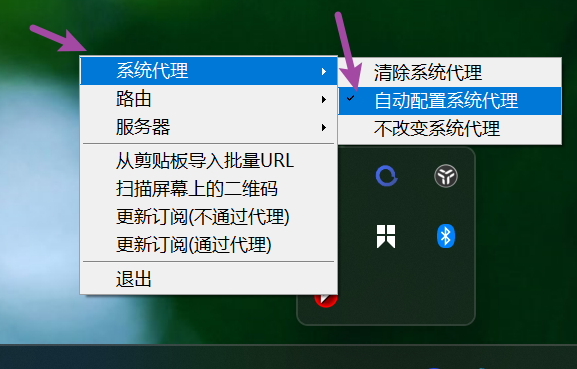 系统代理
路由
服务器
从剪贴板导入批量URL
扫描屏幕上的二维码
更新订阅(不通过代理)
更新订阅(通过代理)
退出
清除系统代理
自动配置系统代理
不改变系统代理